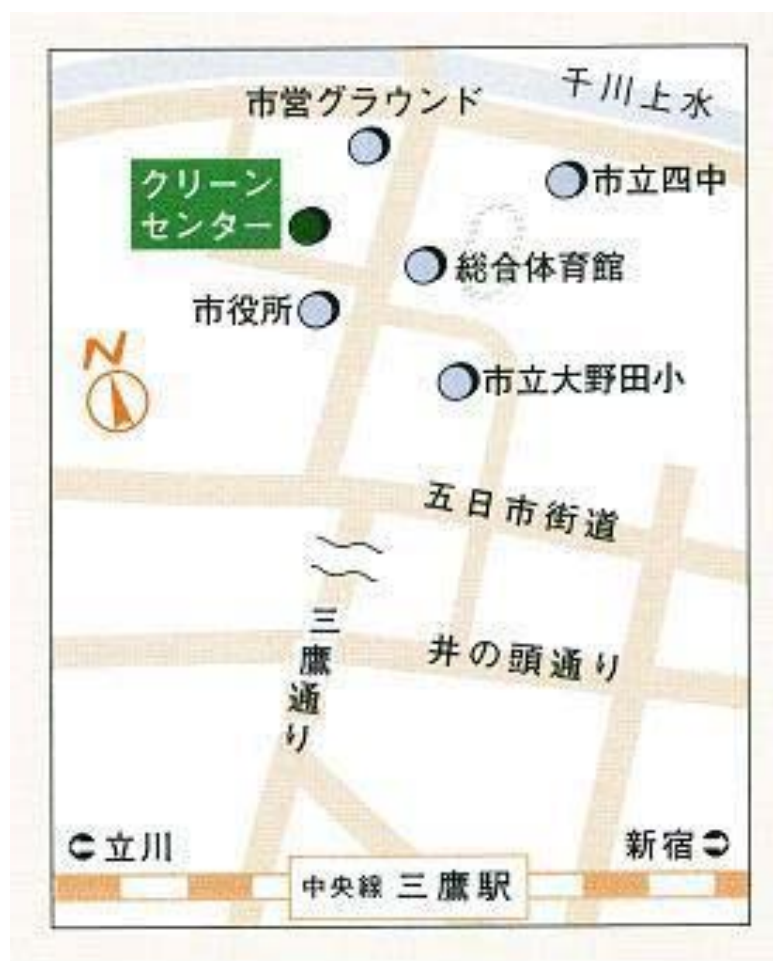 千川上水
市営グラウンド
市立四中
クリーン
センター
総合体育館
市役所
N
市立大野田小
五日市街道
三鷹通り
井の頭通り
立川
新宿
中央線 三鷹駅